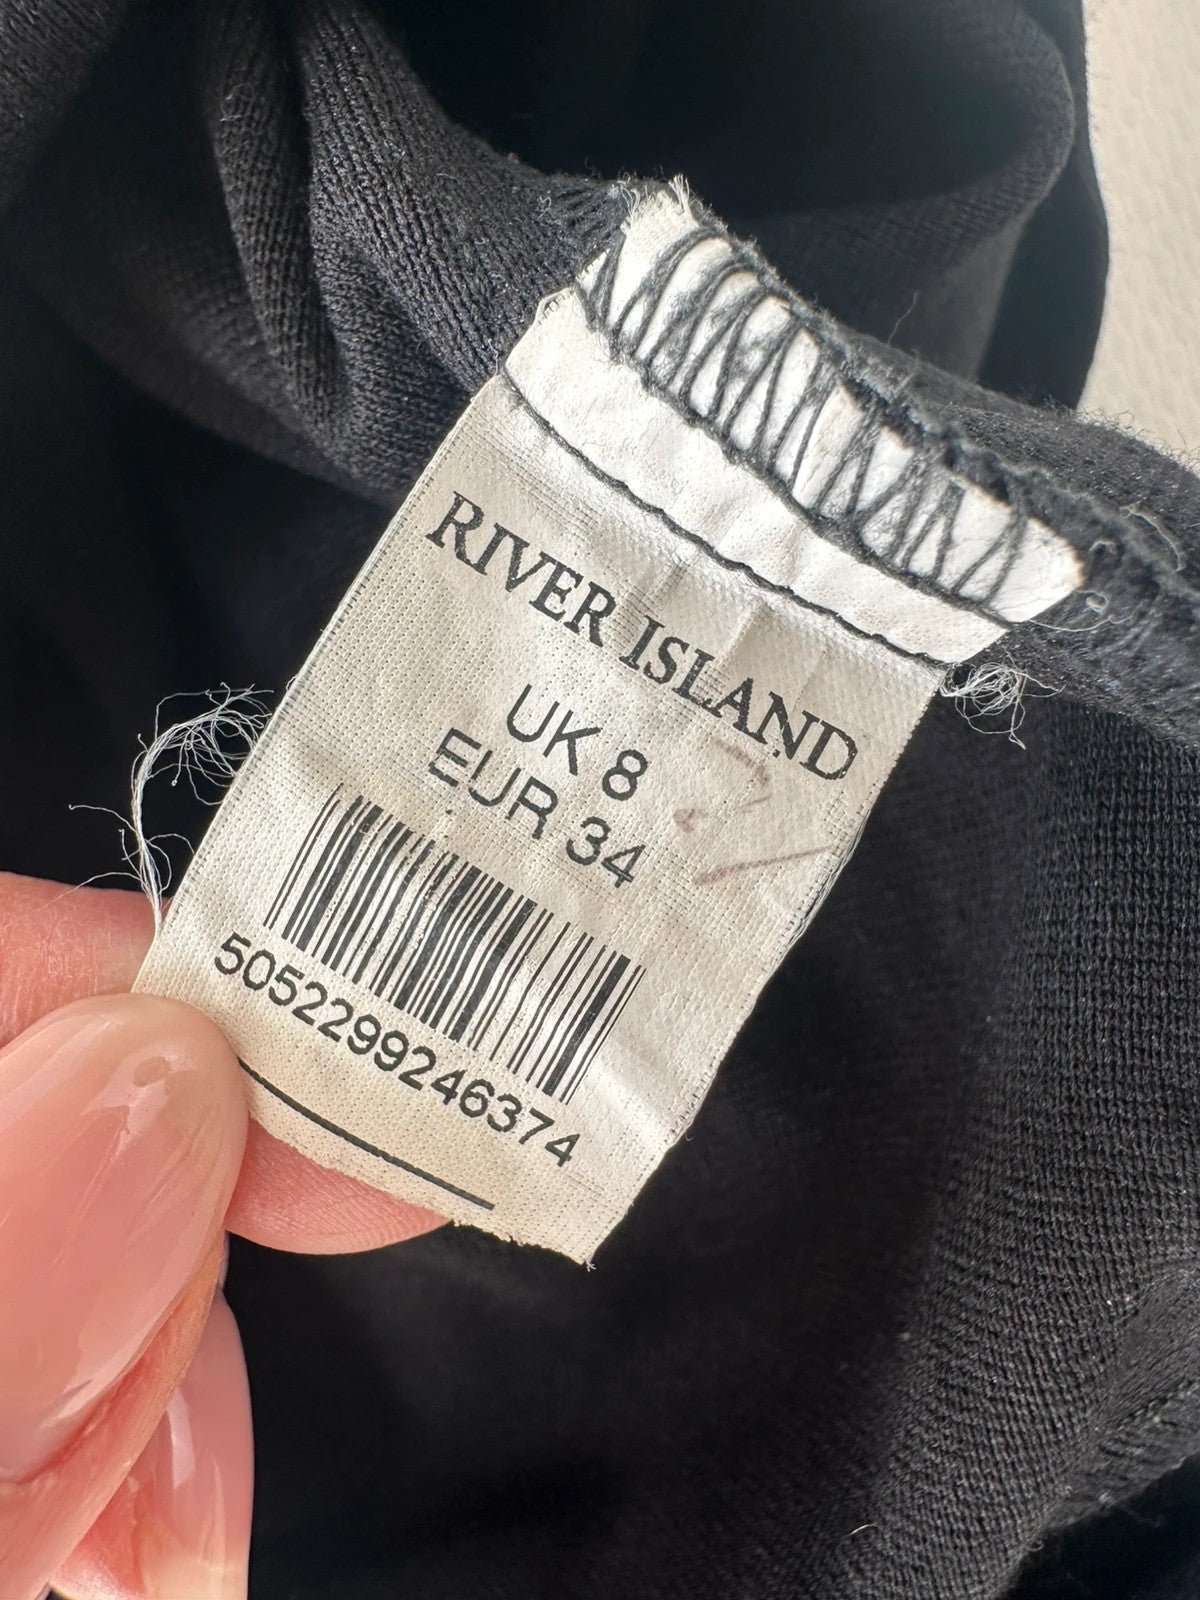 RIVER ISLAND
UK 8
EUR 34
5052299246374